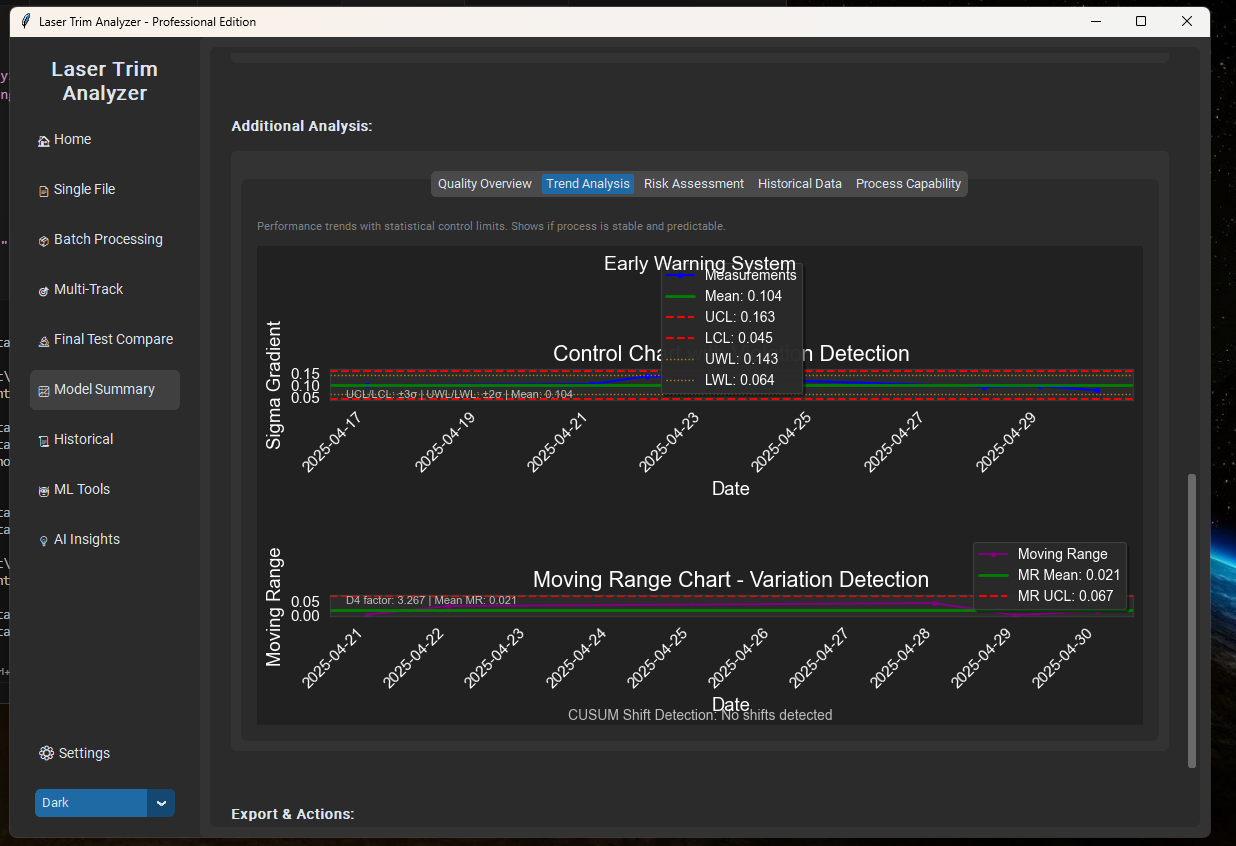 Laser Trim Analyzer - Professional Edition
Laser Trim
Analyzer
Home
Single File
Batch Processing
Multi-Track
Final Test Compare
Model Summary
Historical
ML Tools
AI Insights
Settings
Dark
Additional Analysis:
Quality Overview
Trend Analysis
Risk Assessment
Historical Data
Process Capability
Performance trends with statistical control limits. Shows if process is stable and predictable.
Early Warning System
Measurements
Mean: 0.104
UCL: 0.163
LCL: 0.045
UWL: 0.143
LWL: 0.064
Control Detection
Sigma Gradient
0.15
0.10
0.05
UCL/LCL: ±3σ | UWL/LWL: ±2σ | Mean: 0.104
2025-04-17
2025-04-19
2025-04-21
2025-04-23
2025-04-25
2025-04-27
2025-04-29
Date
Moving Range Chart - Variation Detection
Moving Range
MR Mean: 0.021
MR UCL: 0.067
Moving Range
0.05
0.00
D4 factor: 3.267 | Mean MR: 0.021
2025-04-21
2025-04-22
2025-04-23
2025-04-24
2025-04-25
2025-04-26
2025-04-27
2025-04-28
2025-04-29
2025-04-30
Date
CUSUM Shift Detection: No shifts detected
Export & Actions: